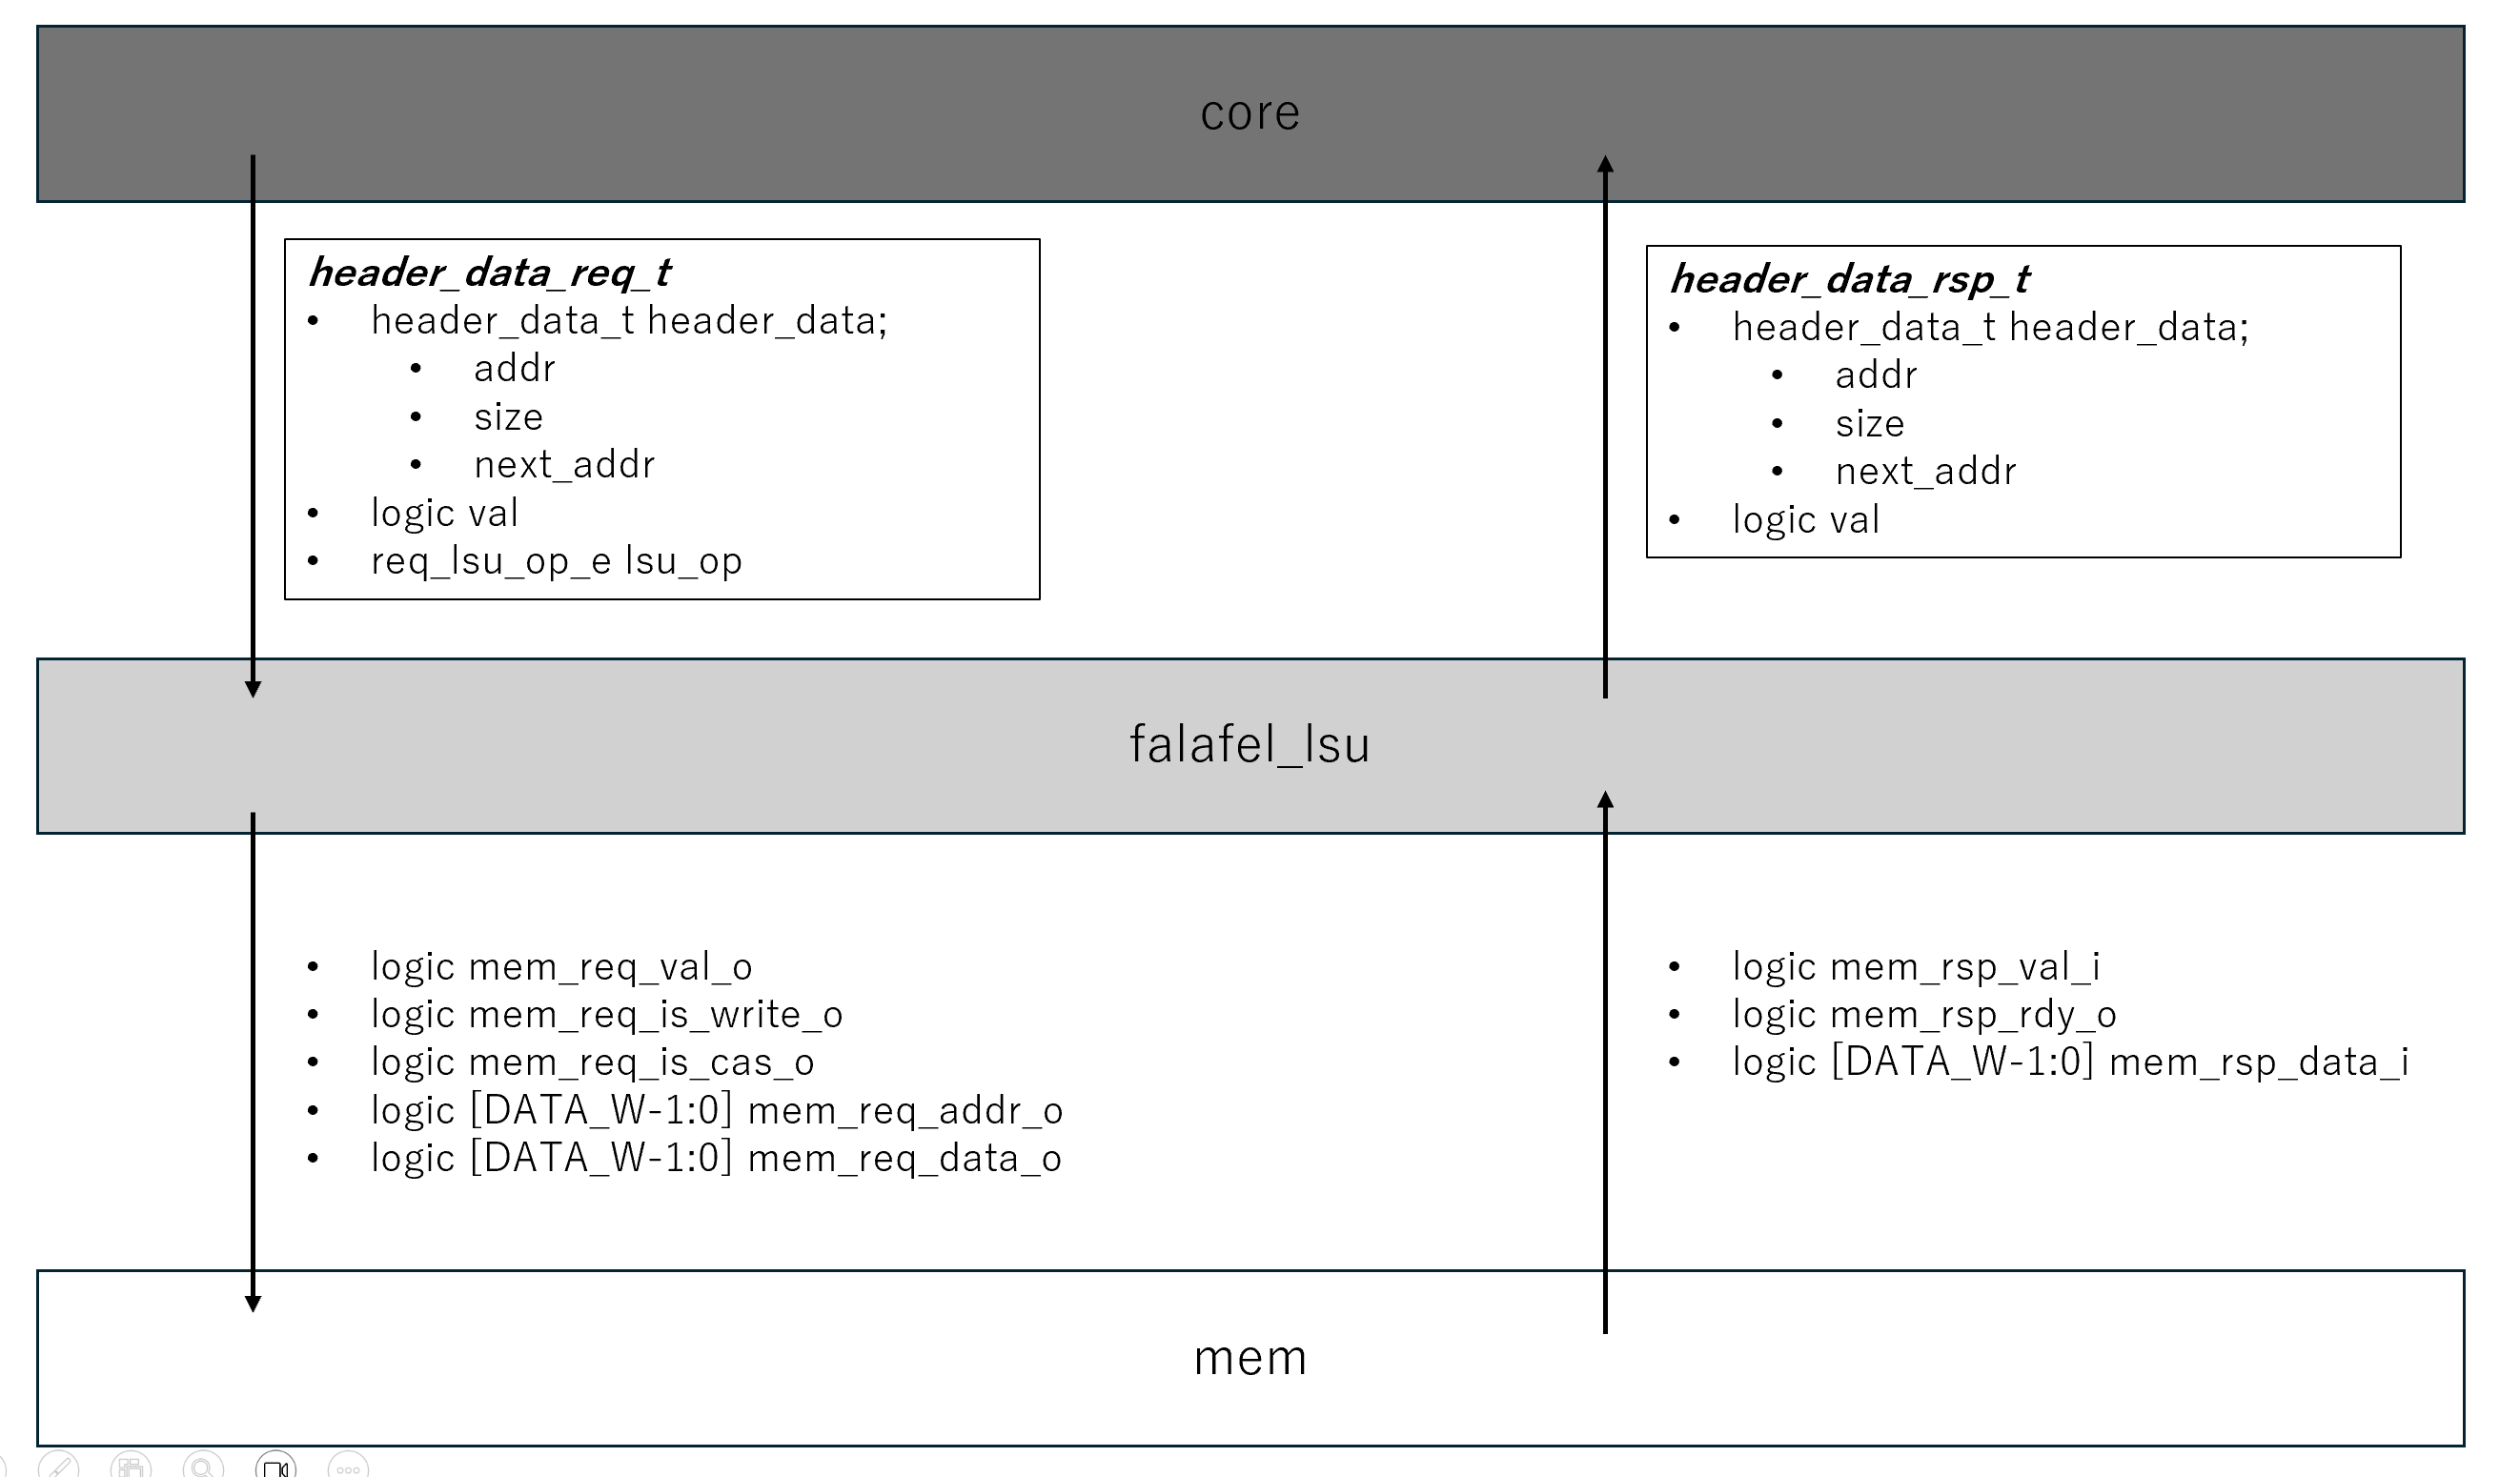 core
header_data_req_t
• header_data_t header_data;
• addr
• size
• next_addr
• logic val
• req_lsu_op_e lsu_op
header_data_rsp_t
• header_data_t header_data;
• addr
• size
• next_addr
• logic val
falafel_lsu
• logic mem_req_val_o
• logic mem_req_is_write_o
• logic mem_req_is_cas_o
• logic [DATA_W-1:0] mem_req_addr_o
• logic [DATA_W-1:0] mem_req_data_o
• logic mem_rsp_val_i
• logic mem_rsp_rdy_o
• logic [DATA_W-1:0] mem_rsp_data_i
mem